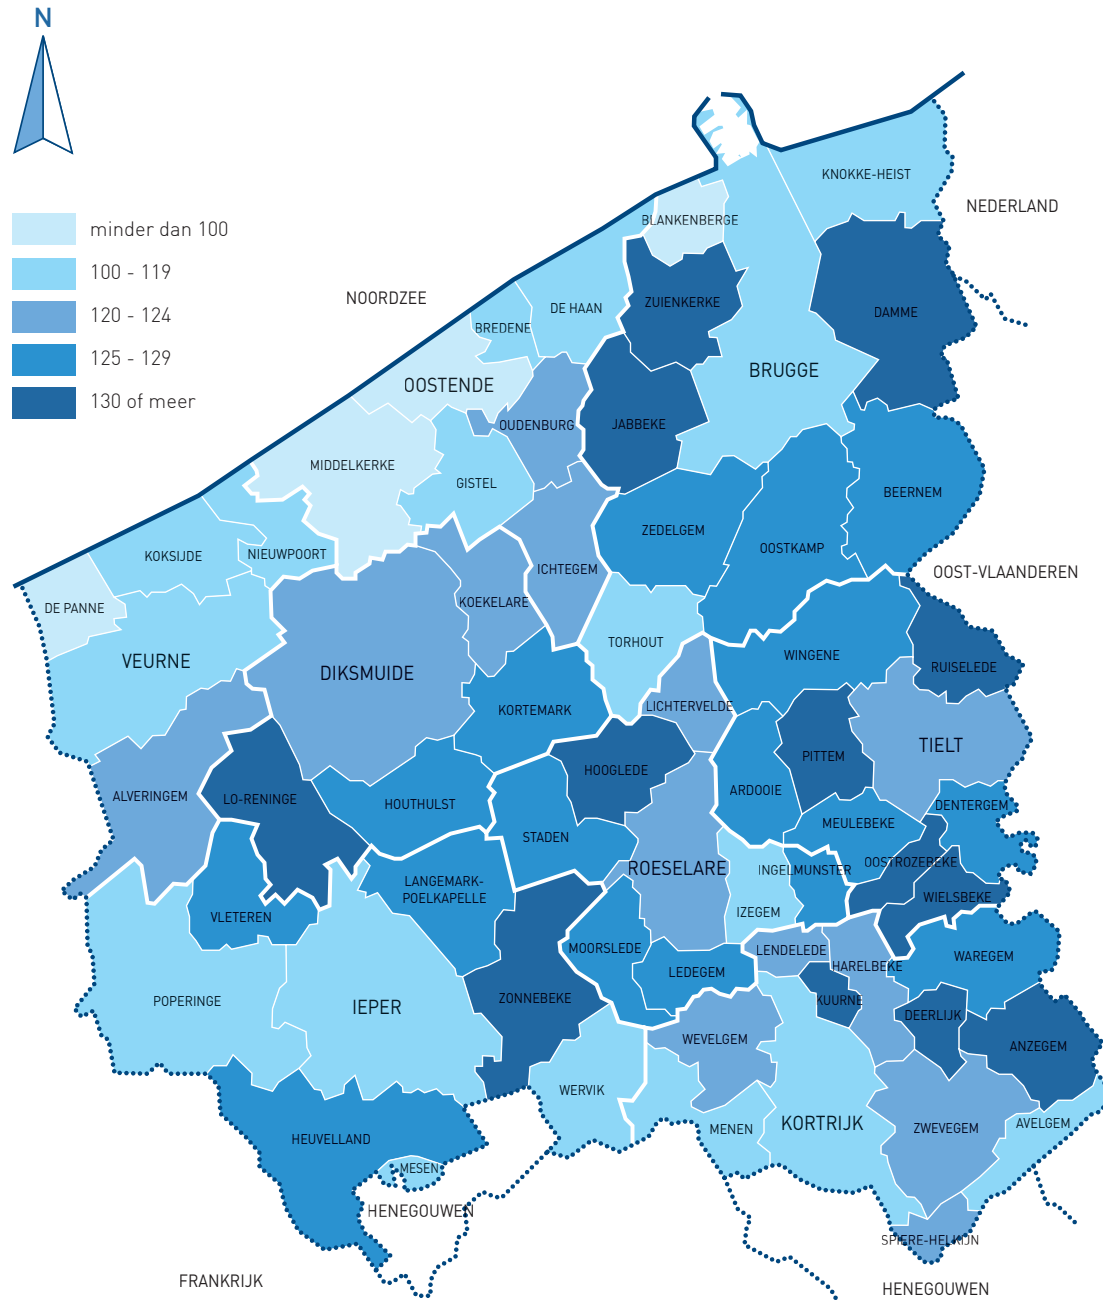 N
KNOKKE-HEIST
NEDERLAND
BLANKENBERGE
minder dan 100
100 - 119
NOORDZEE
ZUIENKERKE
DE HAAN
DAMME
120 - 124
BREDENE
125 - 129
BRUGGE
OOSTENDE
130 of meer
OUDENBURG
JABBEKE
MIDDELKERKE
GISTEL
BEERNEM
ZEDELGEM
OOSTKAMP
KOKSIJDE
NIEUWPOORT
ICHTEGEM
OOST-VLAANDEREN
DE PANNE
KOEKELARE
TORHOUT
WINGENE
VEURNE
DIKSMUIDE
RUISELEDE
KORTEMARK
LICHTERVELDE
TIELT
PITTEM
HOOGLEDE
ALVERINGEM
LO-RENINGE
HOUTHULST
ARDOOIE
DENTERGEM
MEULEBEKE
STADEN
OOSTROZEBEKE
ROESELARE
INGELMUNSTER
LANGEMARK-
POELKAPELLE
WIELSBEKE
IZEGEM
VLETEREN
MOORSLEDE
LENDELEDE
WAREGEM
HARELBEKE
LEDEGEM
ZONNEBEKE
POPERINGE
KUURNE
IEPER
DEERLIJK
WEVELGEM
ANZEGEM
WERVIK
KORTRIJK
AVELGEM
MENEN
ZWEVEGEM
HEUVELLAND
MESEN
HENEGOUWEN
SPIERE-HELKIJN
FRANKRIJK
HENEGOUWEN